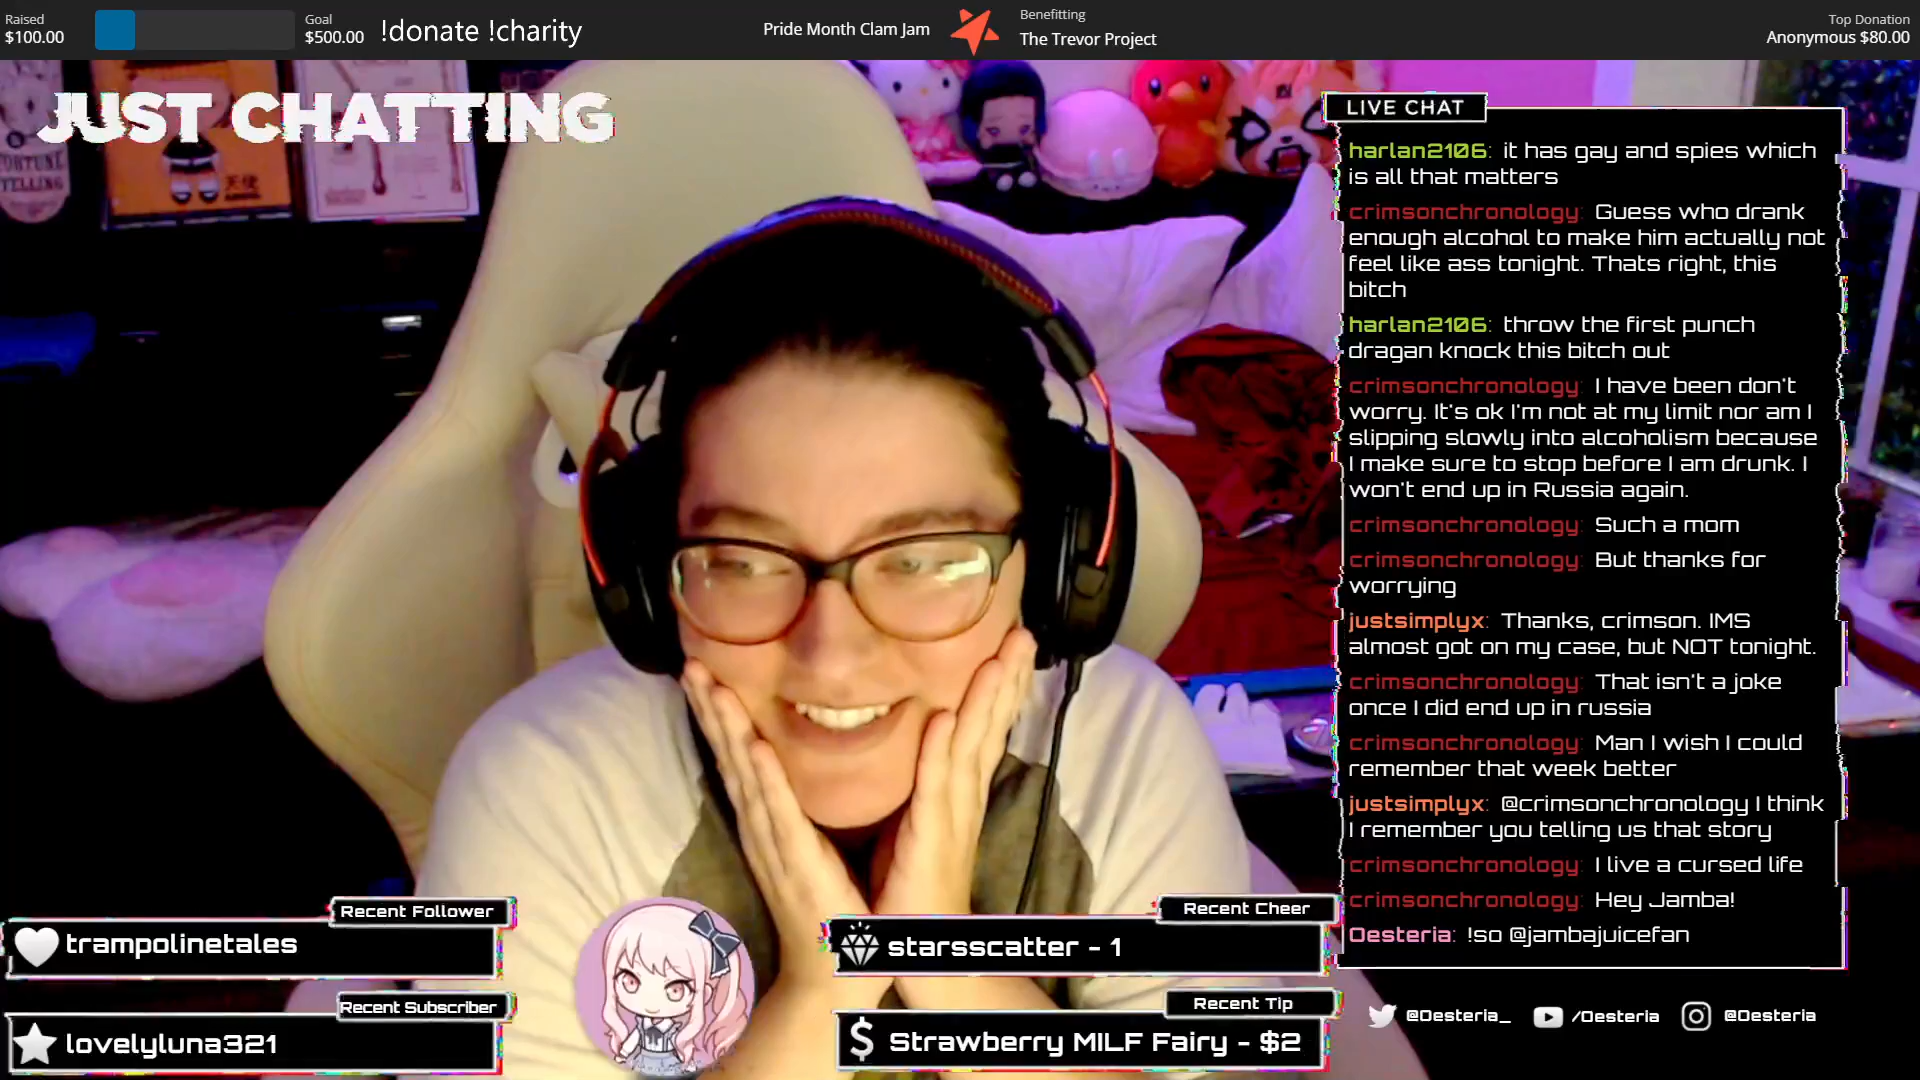 Raised
$100.00
Goal
$500.00
!donate !charity
Pride Month Clam Jam
Benefitting
The Trevor Project
Top Donation
Anonymous $80.00
JUST CHATTING
FORTUNE
TELLING
天使
LIVE CHAT
harlan2106: it has gay and spies which
is all that matters
crimsonchronology: Guess who drank
enough alcohol to make him actually not
feel like ass tonight. Thats right, this
bitch
harlan2106: throw the first punch
dragan knock this bitch out
crimsonchronology: I have been don't
worry. It's ok I'm not at my limit nor am I
slipping slowly into alcoholism because
I make sure to stop before I am drunk. I
won't end up in Russia again.
crimsonchronology: Such a mom
crimsonchronology: But thanks for
worrying
justsimplyx: Thanks, crimson. IMS
almost got on my case, but NOT tonight.
crimsonchronology: That isn't a joke
once I did end up in russia
crimsonchronology: Man I wish I could
remember that week better
justsimplyx: @crimsonchronology I think
I remember you telling us that story
crimsonchronology: I live a cursed life
crimsonchronology: Hey Jamba!
Oesteria: !so @jambajuicefan
Recent Follower
trampolinetales
Recent Subscriber
lovelyluna321
Recent Cheer
starsscatter - 1
Recent Tip
Strawberry MILF Fairy - $2
@Oesteria_
/Oesteria
@Oesteria